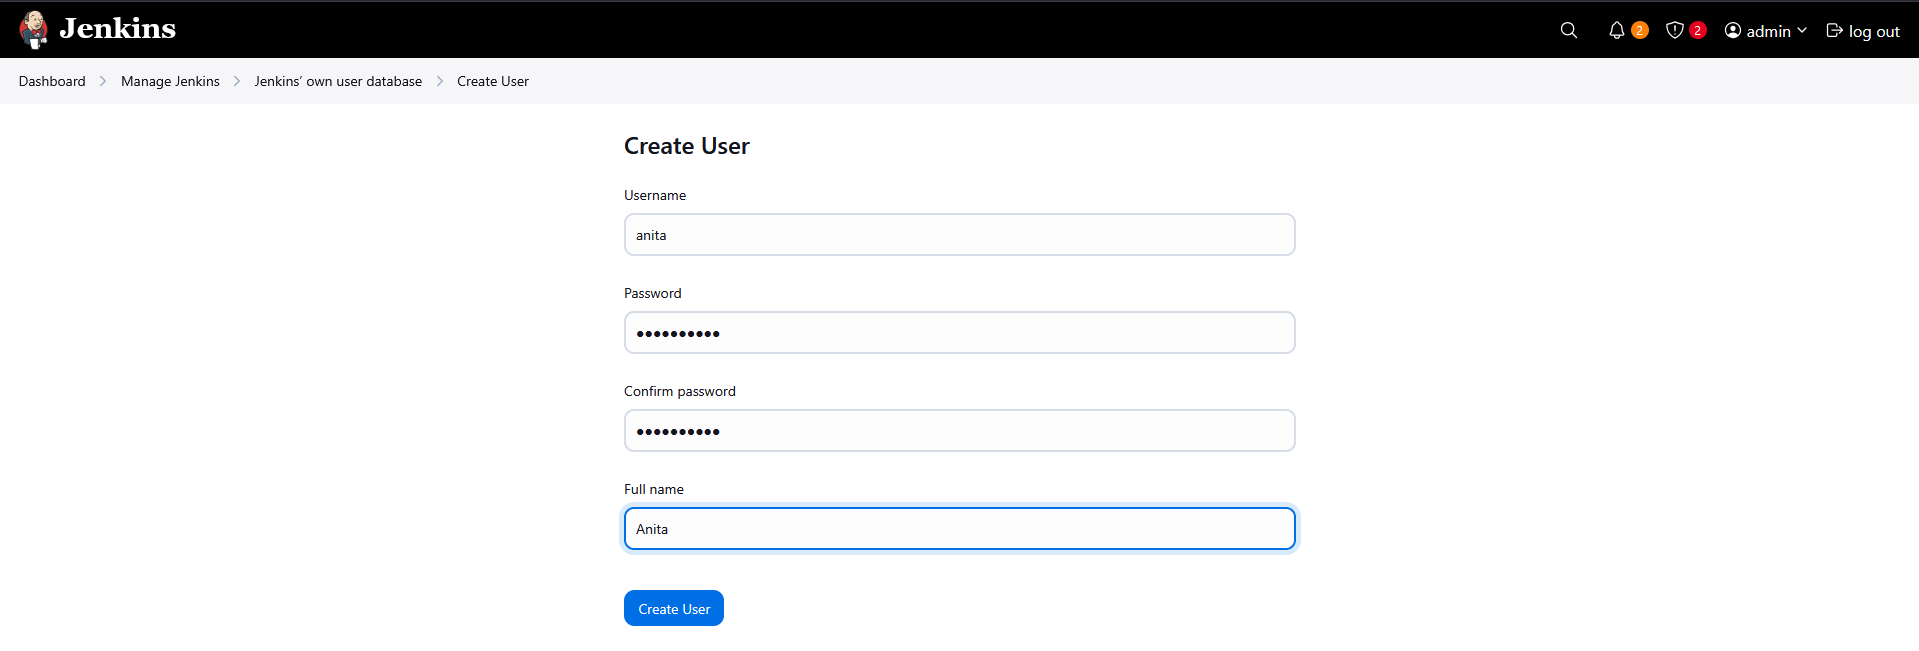 Jenkins 2 2 admin log out
Dashboard Manage Jenkins Jenkins’ own user database Create User
Create User
Username
anita
Password
••••••••••
Confirm password
••••••••••
Full name
Anita
Create User